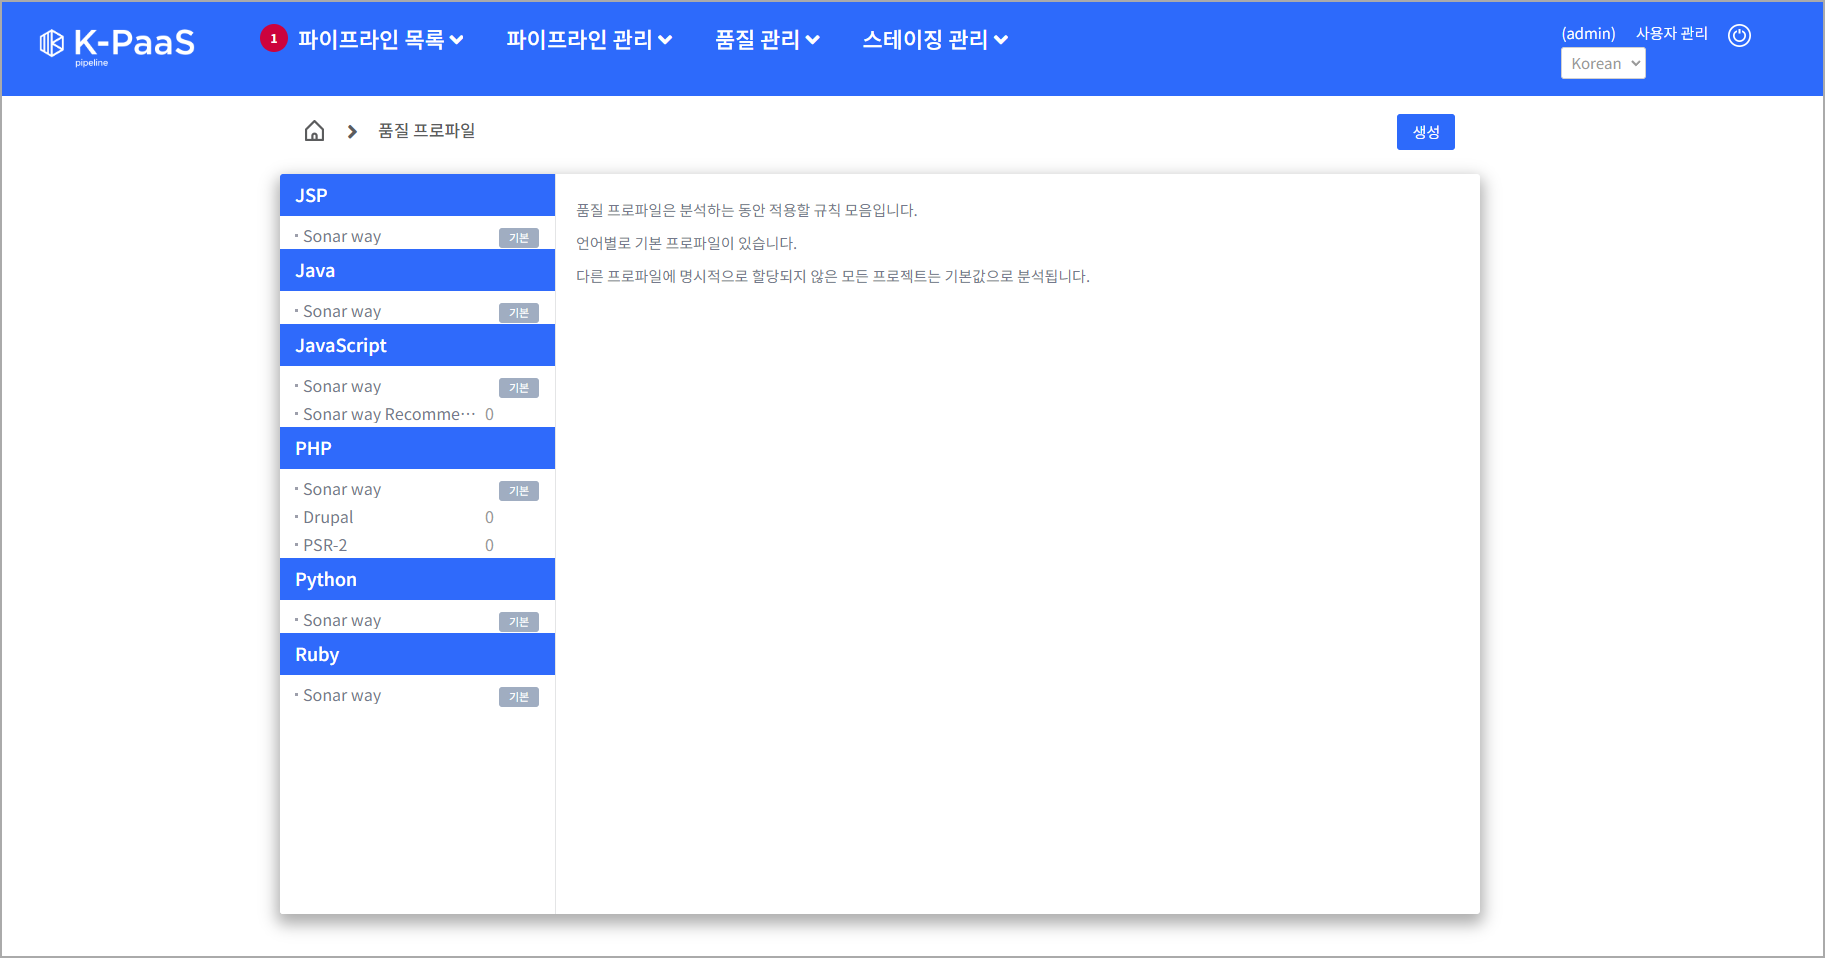 K-PaaS
pipeline
1 파이프라인 목록 파이프라인 관리 품질 관리 스테이징 관리
(admin) 사용자 관리
Korean
품질 프로파일
생성
JSP
· Sonar way 기본
Java
· Sonar way 기본
JavaScript
· Sonar way 기본
· Sonar way Recomme··· 0
PHP
· Sonar way 기본
· Drupal 0
· PSR-2 0
Python
· Sonar way 기본
Ruby
· Sonar way 기본
품질 프로파일은 분석하는 동안 적용할 규칙 모음입니다.
언어별로 기본 프로파일이 있습니다.
다른 프로파일에 명시적으로 할당되지 않은 모든 프로젝트는 기본값으로 분석됩니다.